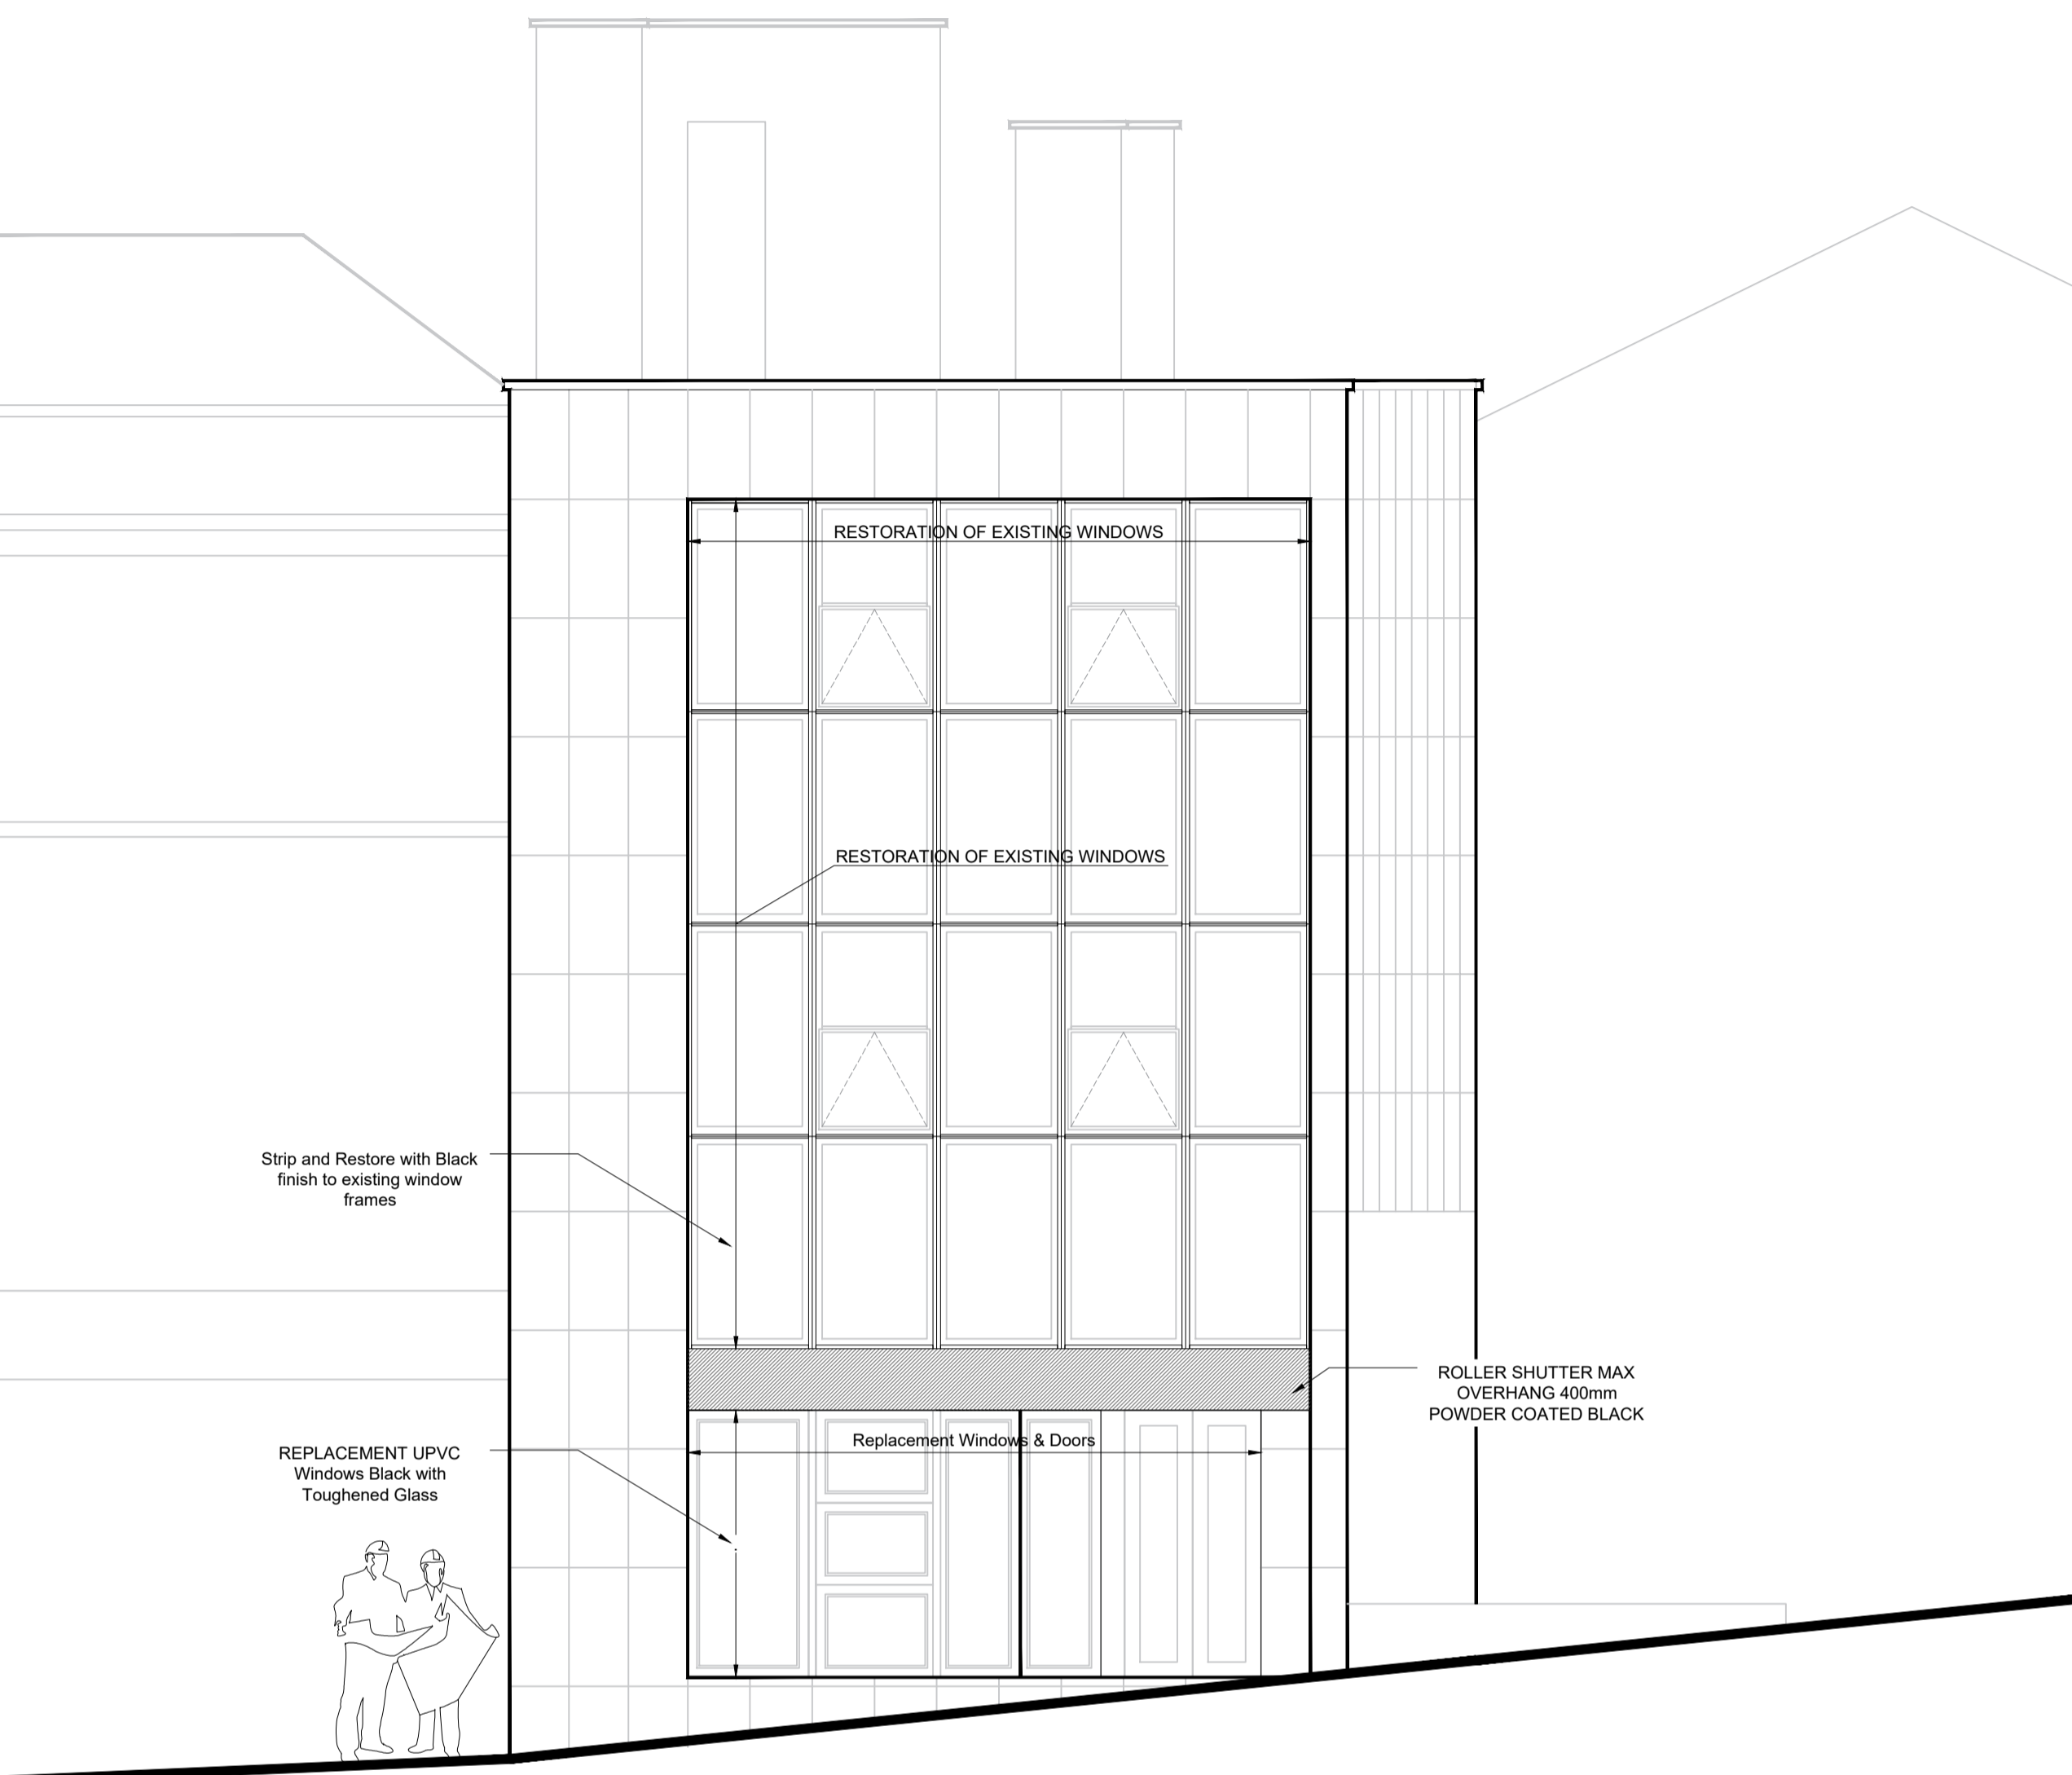 RESTORATION OF EXISTING WINDOWS
RESTORATION OF EXISTING WINDOWS
Strip and Restore with Black
finish to existing window
frames
ROLLER SHUTTER MAX
OVERHANG 400mm
POWDER COATED BLACK
Replacement Windows & Doors
REPLACEMENT UPVC
Windows Black with
Toughened Glass